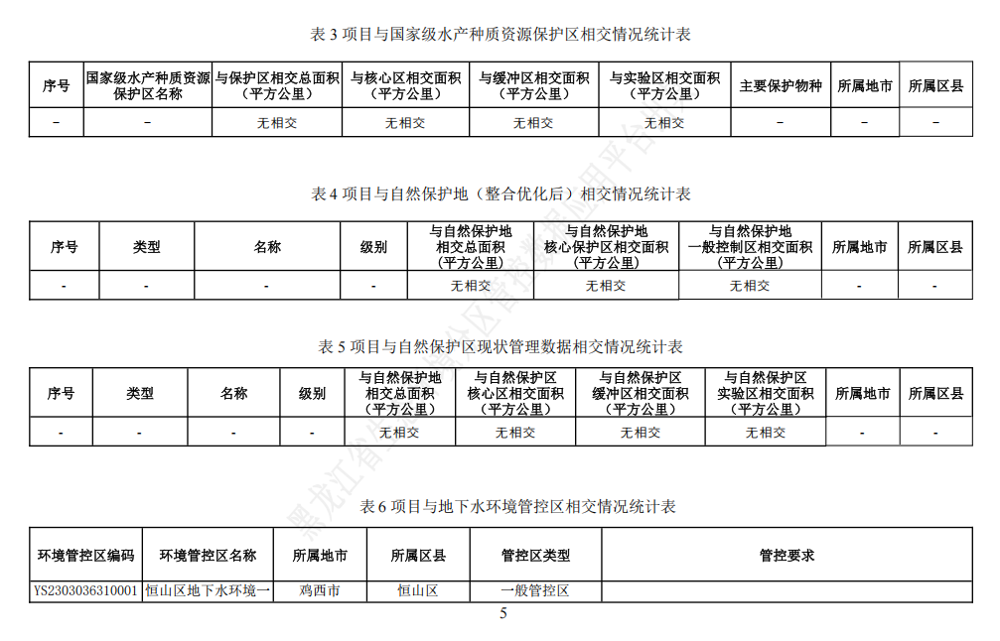 表 3 项目与国家级水产种质资源保护区相交情况统计表
序号 国家级水产种质资源保护区名称 与保护区相交总面积（平方公里） 与核心区相交面积（平方公里） 与缓冲区相交面积（平方公里） 与实验区相交面积（平方公里） 主要保护物种 所属地市 所属区县
- - 无相交 无相交 无相交 无相交 - - -
表 4 项目与自然保护地（整合优化后）相交情况统计表
序号 类型 名称 级别 与自然保护地相交总面积(平方公里) 与自然保护地核心保护区相交面积(平方公里) 与自然保护地一般控制区相交面积(平方公里) 所属地市 所属区县
- - - - 无相交 无相交 无相交 - -
表 5 项目与自然保护区现状管理数据相交情况统计表
序号 类型 名称 级别 与自然保护地相交总面积（平方公里） 与自然保护区核心区相交面积（平方公里） 与自然保护区缓冲区相交面积（平方公里） 与自然保护区实验区相交面积（平方公里） 所属地市 所属区县
- - - - 无相交 无相交 无相交 无相交 - -
表 6 项目与地下水环境管控区相交情况统计表
环境管控区编码 环境管控区名称 所属地市 所属区县 管控区类型 管控要求
YS2303036310001 恒山区地下水环境一 鸡西市 恒山区 一般管控区
5